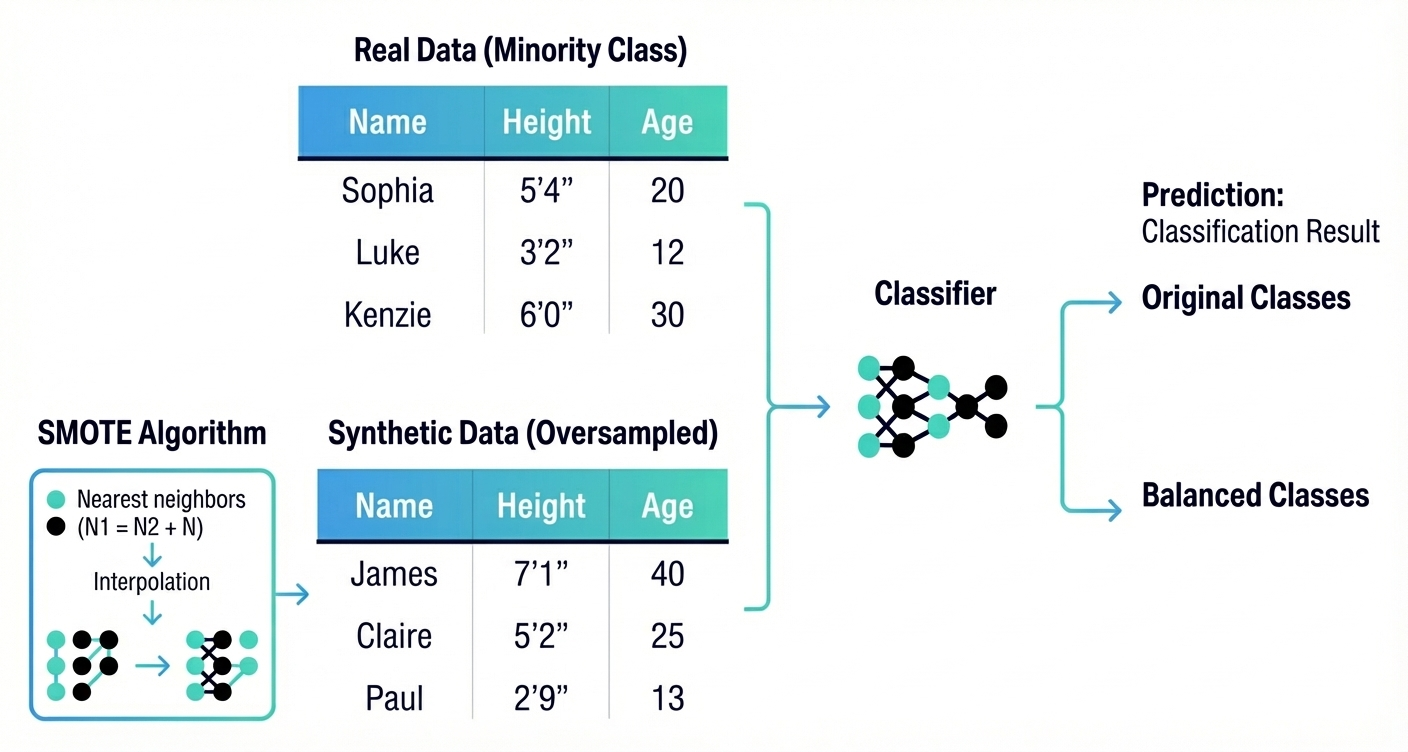 Real Data (Minority Class)
Name Height Age
Sophia 5’4” 20
Luke 3’2” 12
Kenzie 6’0” 30
SMOTE Algorithm
Nearest neighbors
(N1 = N2 + N)
Interpolation
Synthetic Data (Oversampled)
Name Height Age
James 7’1” 40
Claire 5’2” 25
Paul 2’9” 13
Classifier
Prediction:
Classification Result
Original Classes
Balanced Classes